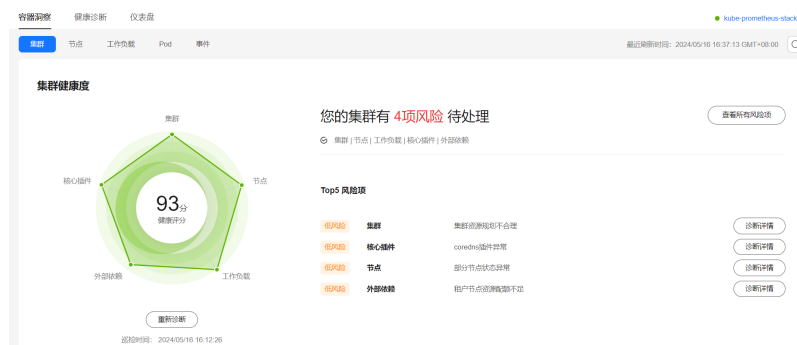 容器洞察 健康诊断 仪表盘 kube-prometheus-stack
集群 节点 工作负载 Pod 事件 最近刷新时间: 2024/05/16 16:37:13 GMT+08:00
集群健康度
集群
核心插件
节点
外部依赖
工作负载
93分
健康评分
重新诊断
巡检时间: 2024/05/16 16:12:26
您的集群有 4项风险 待处理 查看所有风险项
集群 | 节点 | 工作负载 | 核心插件 | 外部依赖
Top5 风险项
低风险 集群 集群资源规划不合理 诊断详情
低风险 核心插件 coredns插件异常 诊断详情
低风险 节点 部分节点状态异常 诊断详情
低风险 外部依赖 租户节点资源配额不足 诊断详情